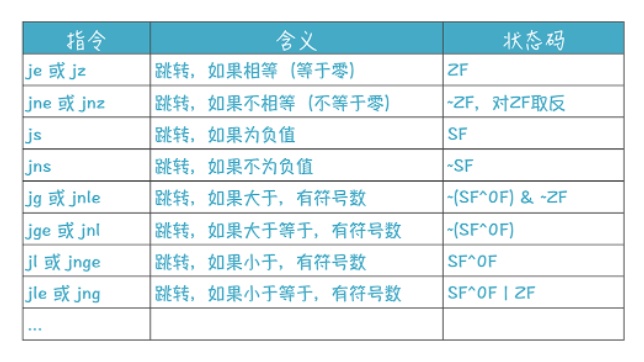 指令 含义 状态码
je 或 jz 跳转，如果相等（等于零） ZF
jne 或 jnz 跳转，如果不相等（不等于零） ~ZF，对ZF取反
js 跳转，如果为负值 SF
jns 跳转，如果不为负值 ~SF
jg 或 jnle 跳转，如果大于，有符号数 ~(SF^OF) & ~ZF
jge 或 jnl 跳转，如果大于等于，有符号数 ~(SF^OF)
jl 或 jnge 跳转，如果小于，有符号数 SF^OF
jle 或 jng 跳转，如果小于等于，有符号数 SF^OF | ZF
...